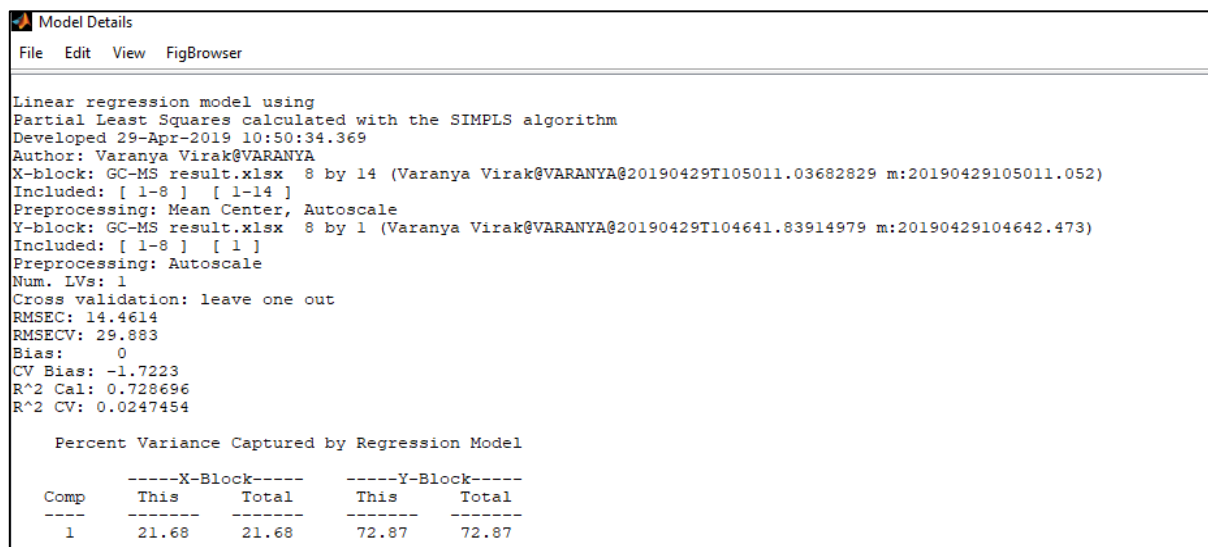 Model Details
File Edit View FigBrowser
Linear regression model using
Partial Least Squares calculated with the SIMPLS algorithm
Developed 29-Apr-2019 10:50:34.369
Author: Varanya Virak@VARANYA
X-block: GC-MS result.xlsx 8 by 14 (Varanya Virak@VARANYA@20190429T105011.03682829 m:20190429105011.052)
Included: [ 1-8 ] [ 1-14 ]
Preprocessing: Mean Center, Autoscale
Y-block: GC-MS result.xlsx 8 by 1 (Varanya Virak@VARANYA@20190429T104641.83914979 m:20190429104642.473)
Included: [ 1-8 ] [ 1 ]
Preprocessing: Autoscale
Num. LVs: 1
Cross validation: leave one out
RMSEC: 14.4614
RMSECV: 29.883
Bias: 0
CV Bias: -1.7223
R^2 Cal: 0.728696
R^2 CV: 0.0247454
Percent Variance Captured by Regression Model
-----X-Block----- -----Y-Block-----
Comp This Total This Total
---- ------- ------- ------- -------
1 21.68 21.68 72.87 72.87